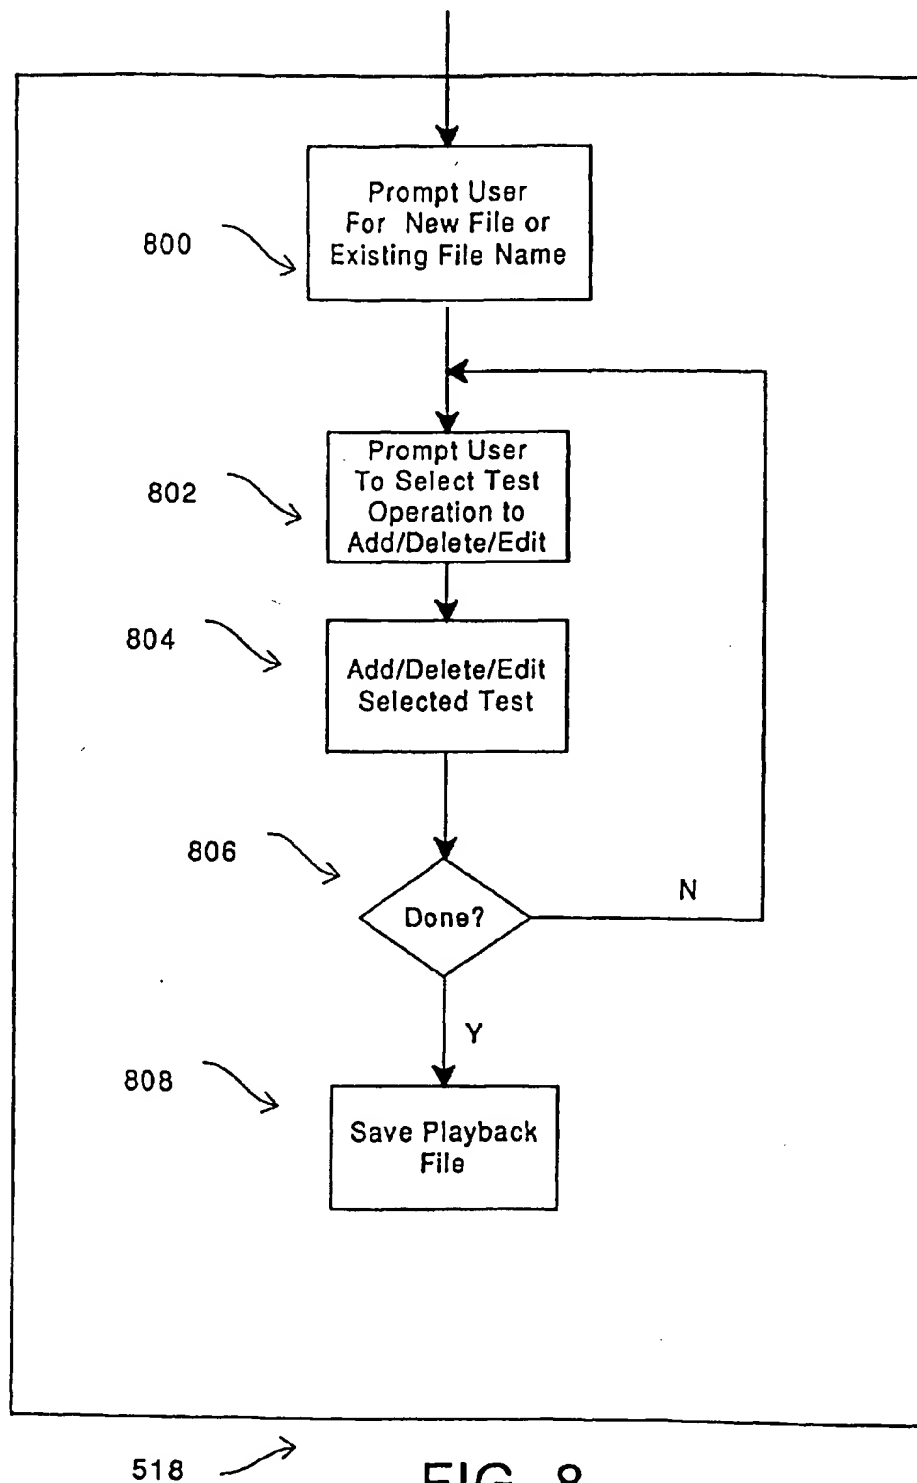 Prompt User
For New File or
Existing File Name
800
Prompt User
To Select Test
Operation to
Add/Delete/Edit
802
804
Add/Delete/Edit
Selected Test
806
Done?
N
Y
808
Save Playback
File
518
FIG. 8